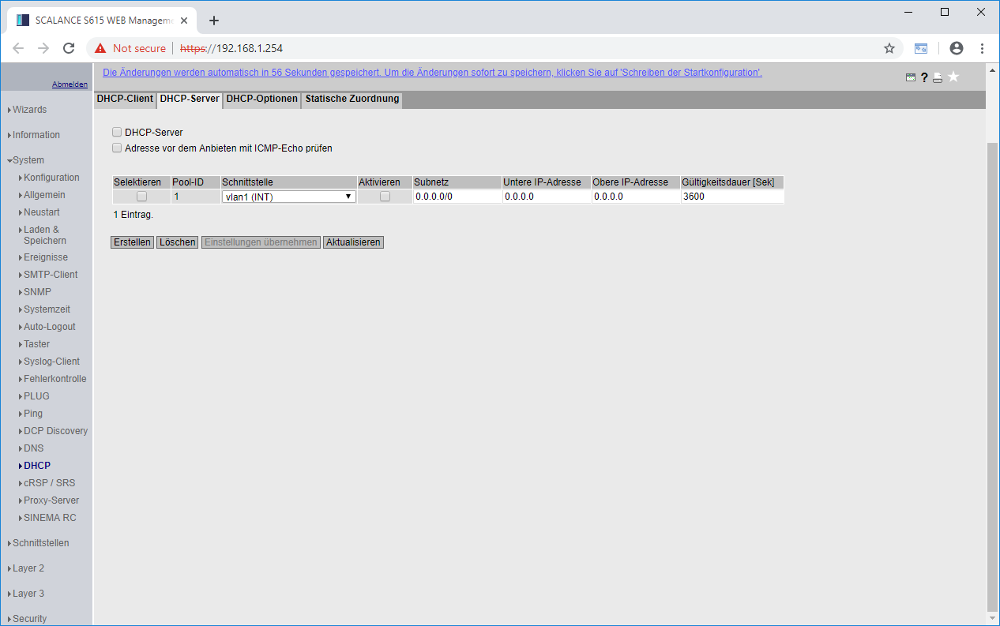 SCALANCE S615 WEB Manageme
Not secure
https://192.168.1.254
Die Änderungen werden automatisch in 56 Sekunden gespeichert. Um die Änderungen sofort zu speichern, klicken Sie auf 'Schreiben der Startkonfiguration'.
Abmelden
DHCP-Client DHCP-Server DHCP-Optionen Statische Zuordnung
Wizards
Information
System
Konfiguration
Allgemein
Neustart
Laden &
Speichern
Ereignisse
SMTP-Client
SNMP
Systemzeit
Auto-Logout
Taster
Syslog-Client
Fehlerkontrolle
PLUG
Ping
DCP Discovery
DNS
DHCP
cRSP / SRS
Proxy-Server
SINEMA RC
Schnittstellen
Layer 2
Layer 3
Security
DHCP-Server
Adresse vor dem Anbieten mit ICMP-Echo prüfen
Selektieren Pool-ID Schnittstelle Aktivieren Subnetz Untere IP-Adresse Obere IP-Adresse Gültigkeitsdauer [Sek]
1 vlan1 (INT) 0.0.0.0/0 0.0.0.0 0.0.0.0 3600
1 Eintrag.
Erstellen Löschen Einstellungen übernehmen Aktualisieren